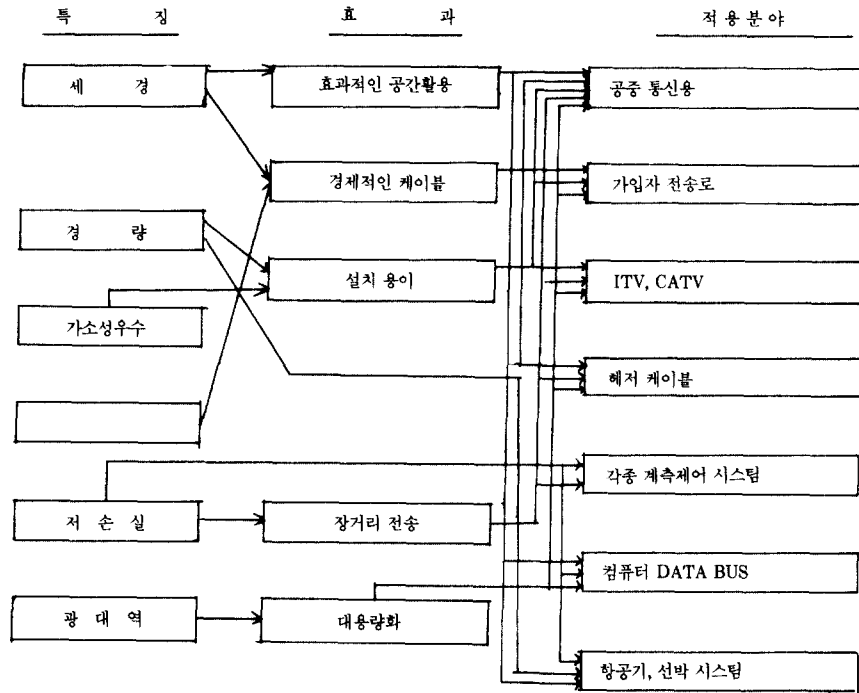 특 징 효 과 적용분야
세 경 효과적인 공간활용 공중 통신용
경제적인 케이블 가입자 전송로
경 량
설치 용이 ITV, CATV
가소성우수
해저 케이블
각종 계측제어 시스팀
저 손 실 장거리 전송
컴퓨터 DATA BUS
광 대 역 대용량화
항공기, 선박 시스팀